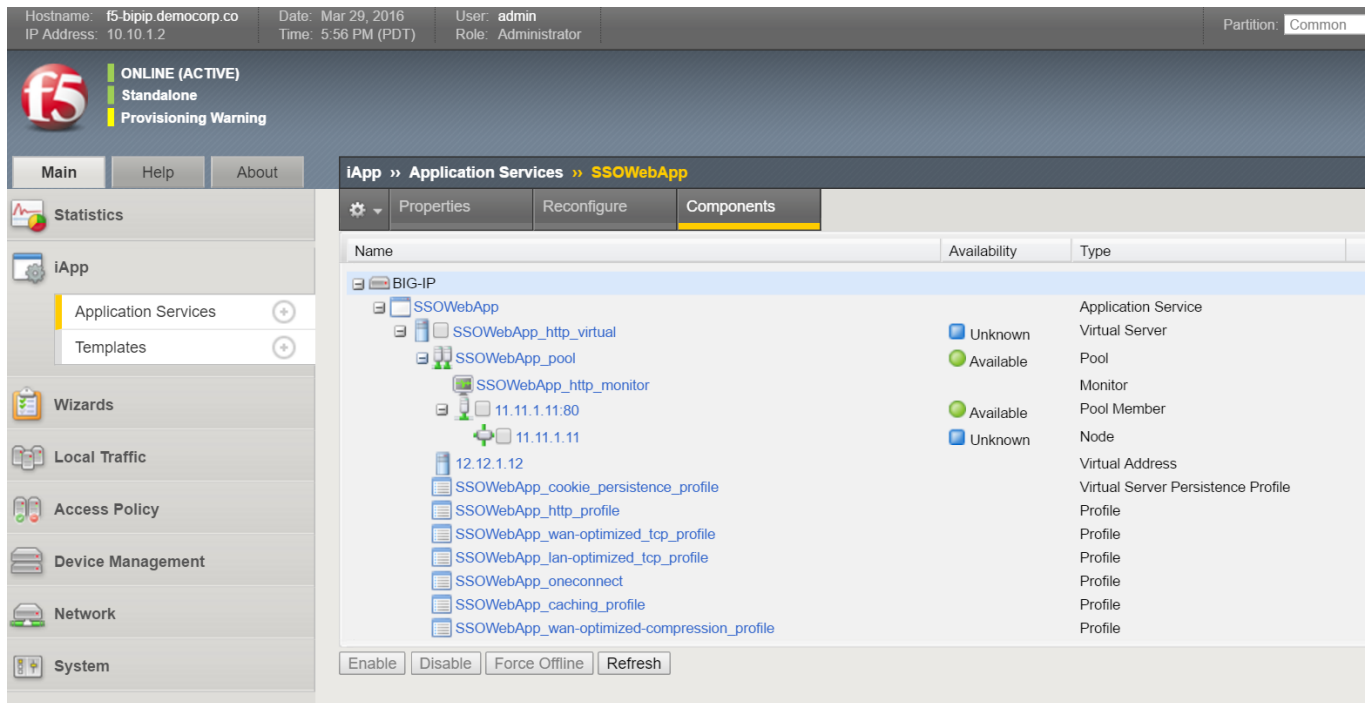 Hostname: f5-bipip.democorp.co Date: Mar 29, 2016 User: admin
IP Address: 10.10.1.2 Time: 5:56 PM (PDT) Role: Administrator
Partition: Common
f5
ONLINE (ACTIVE)
Standalone
Provisioning Warning
Main Help About
iApp ›› Application Services ›› SSOWebApp
Properties Reconfigure Components
Statistics
iApp
Application Services
Templates
Wizards
Local Traffic
Access Policy
Device Management
Network
System
Name Availability Type
BIG-IP
SSOWebApp Application Service
SSOWebApp_http_virtual Unknown Virtual Server
SSOWebApp_pool Available Pool
SSOWebApp_http_monitor Monitor
11.11.1.11:80 Available Pool Member
11.11.1.11 Unknown Node
12.12.1.12 Virtual Address
SSOWebApp_cookie_persistence_profile Virtual Server Persistence Profile
SSOWebApp_http_profile Profile
SSOWebApp_wan-optimized_tcp_profile Profile
SSOWebApp_lan-optimized_tcp_profile Profile
SSOWebApp_oneconnect Profile
SSOWebApp_caching_profile Profile
SSOWebApp_wan-optimized-compression_profile Profile
Enable Disable Force Offline Refresh